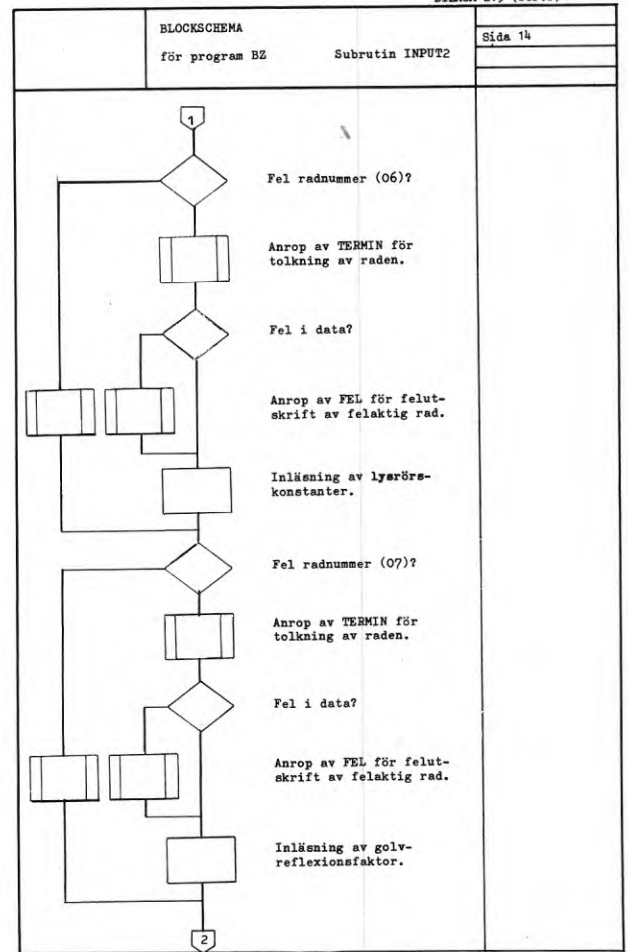 BLOCKSCHEMA
för program BZ Subrutin INPUT2
Sida 14
1
Fel radnummer (06)?
Anrop av TERMIN för
tolkning av raden.
Fel i data?
Anrop av FEL för felut-
skrift av felaktig rad.
Inläsning av lysrörs-
konstanter.
Fel radnummer (07)?
Anrop av TERMIN för
tolkning av raden.
Fel i data?
Anrop av FEL för felut-
skrift av felaktig rad.
Inläsning av golv-
reflexionsfaktor.
2